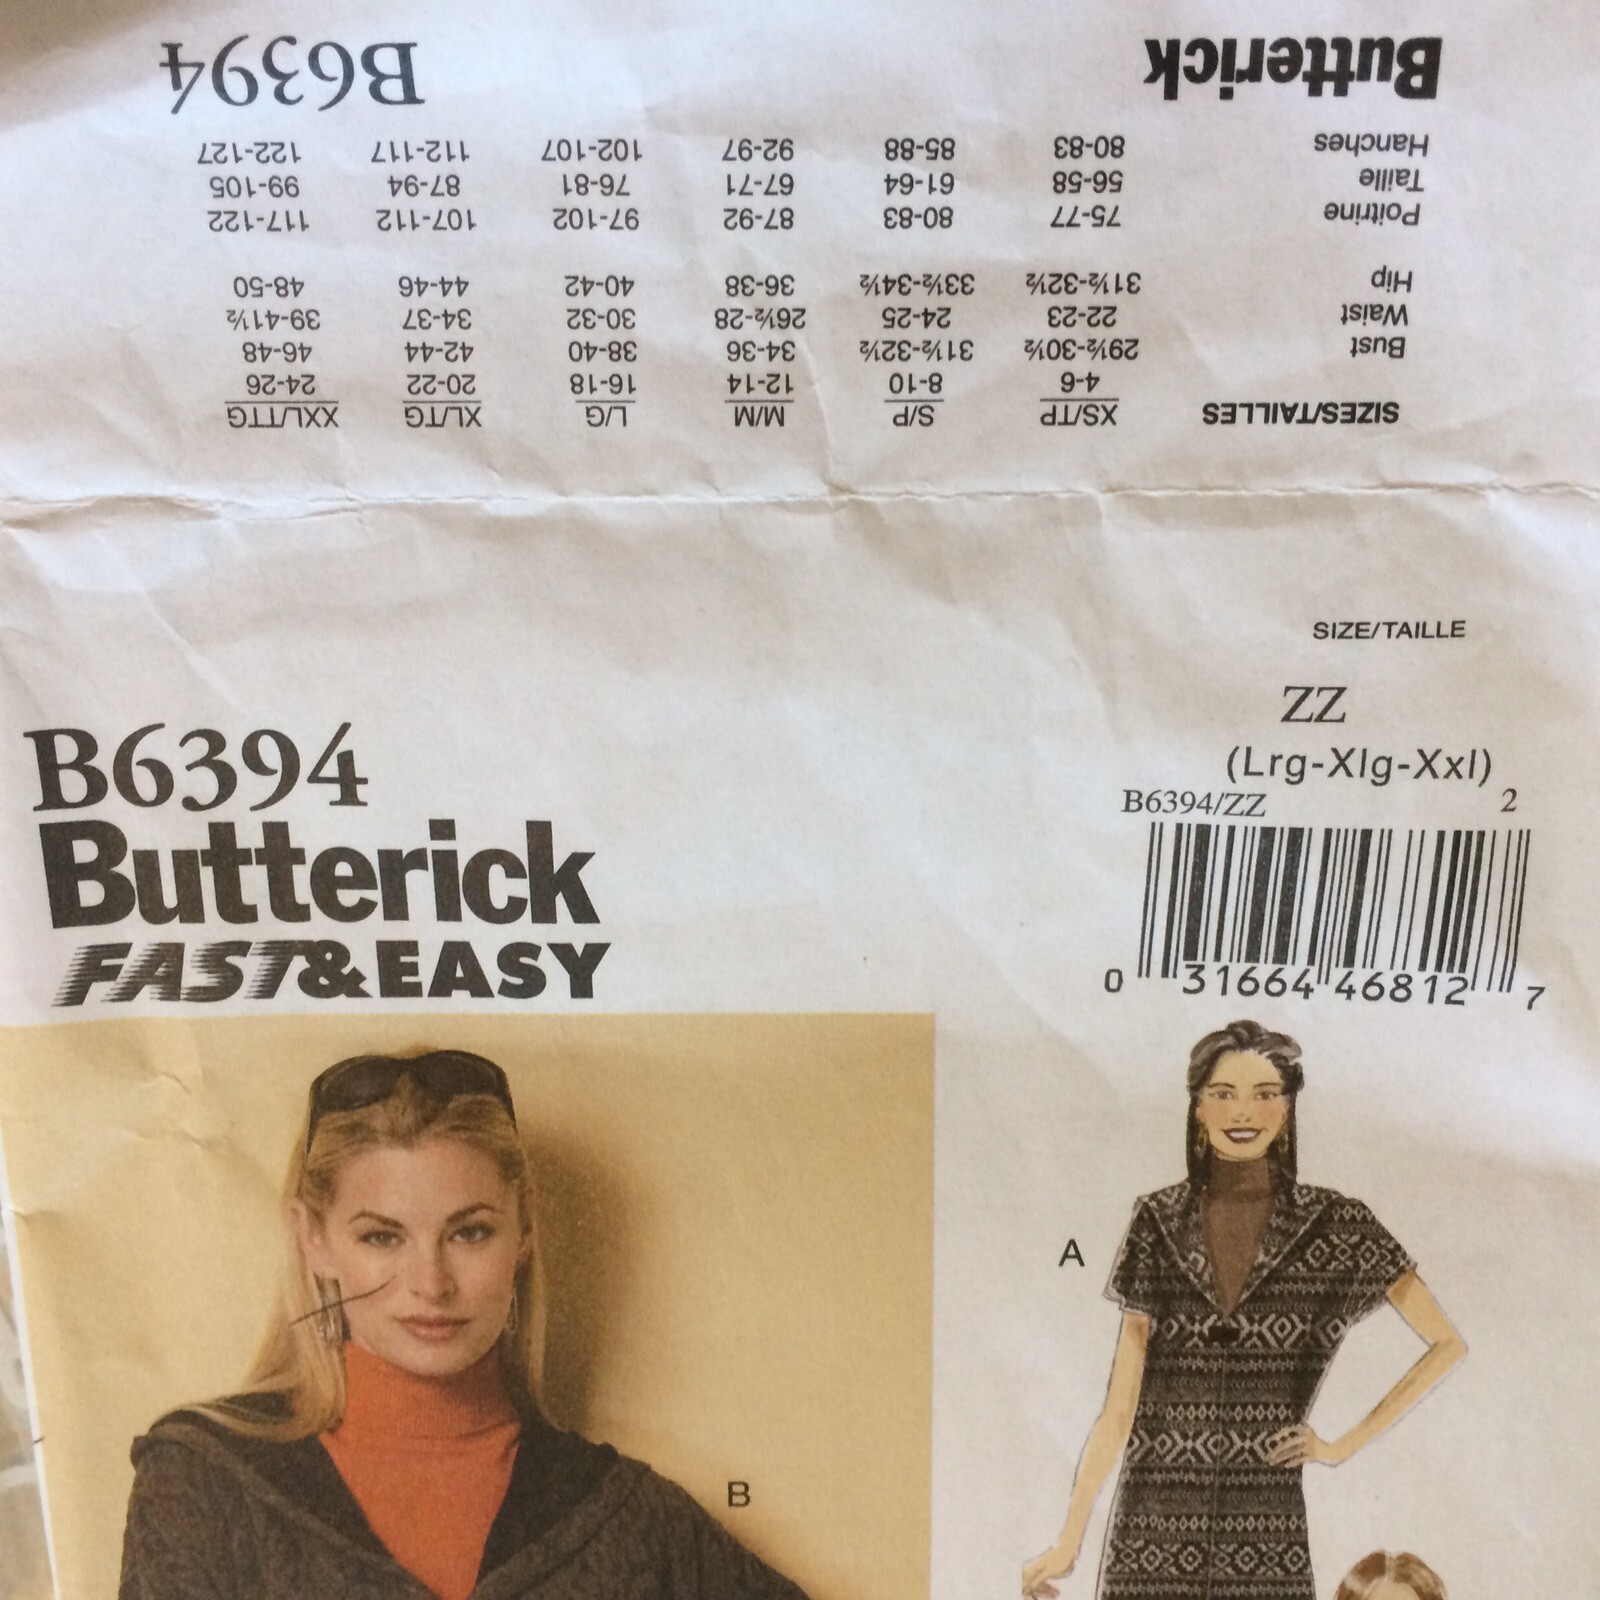 B6394
Butterick
SIZES/TAILLES XS/TP S/P M/M L/G XL/TG XXL/TTG
4-6 8-10 12-14 16-18 20-22 24-26
Bust 29½-30½ 31½-32½ 34-36 38-40 42-44 46-48
Waist 22-23 24-25 26½-28 30-32 34-37 39-41½
Hip 31½-32½ 33½-34½ 36-38 40-42 44-46 48-50
Poitrine 75-77 80-83 87-92 97-102 107-112 117-122
Taille 56-58 61-64 67-71 76-81 87-94 99-105
Hanches 80-83 85-88 92-97 102-107 112-117 122-127
Butterick B6394
SIZE/TAILLE
ZZ
(Lrg-Xlg-Xxl)
B6394/ZZ 2
0 31664 46812 7
FAST&EASY
A
B